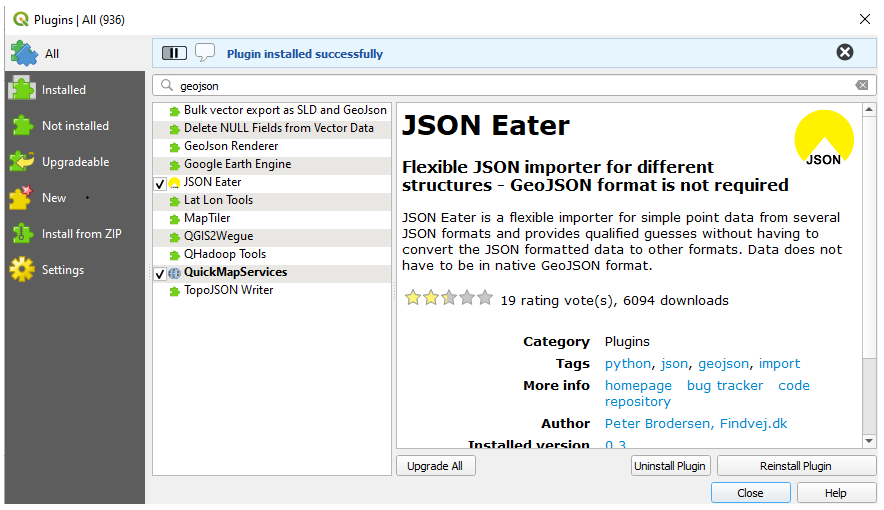 Plugins | All (936)
All
Installed
Not installed
Upgradeable
New
Install from ZIP
Settings
Plugin installed successfully
geojson
Bulk vector export as SLD and GeoJson
Delete NULL Fields from Vector Data
GeoJson Renderer
Google Earth Engine
JSON Eater
Lat Lon Tools
MapTiler
QGIS2Wegue
QHadoop Tools
QuickMapServices
TopoJSON Writer
JSON Eater
JSON
Flexible JSON importer for different
structures - GeoJSON format is not required
JSON Eater is a flexible importer for simple point data from several
JSON formats and provides qualified guesses without having to
convert the JSON formatted data to other formats. Data does not
have to be in native GeoJSON format.
19 rating vote(s), 6094 downloads
Category Plugins
Tags python, json, geojson, import
More info homepage bug tracker code
repository
Author Peter Brodersen, Findvej.dk
Installed version 0.3
Upgrade All
Uninstall Plugin
Reinstall Plugin
Close
Help